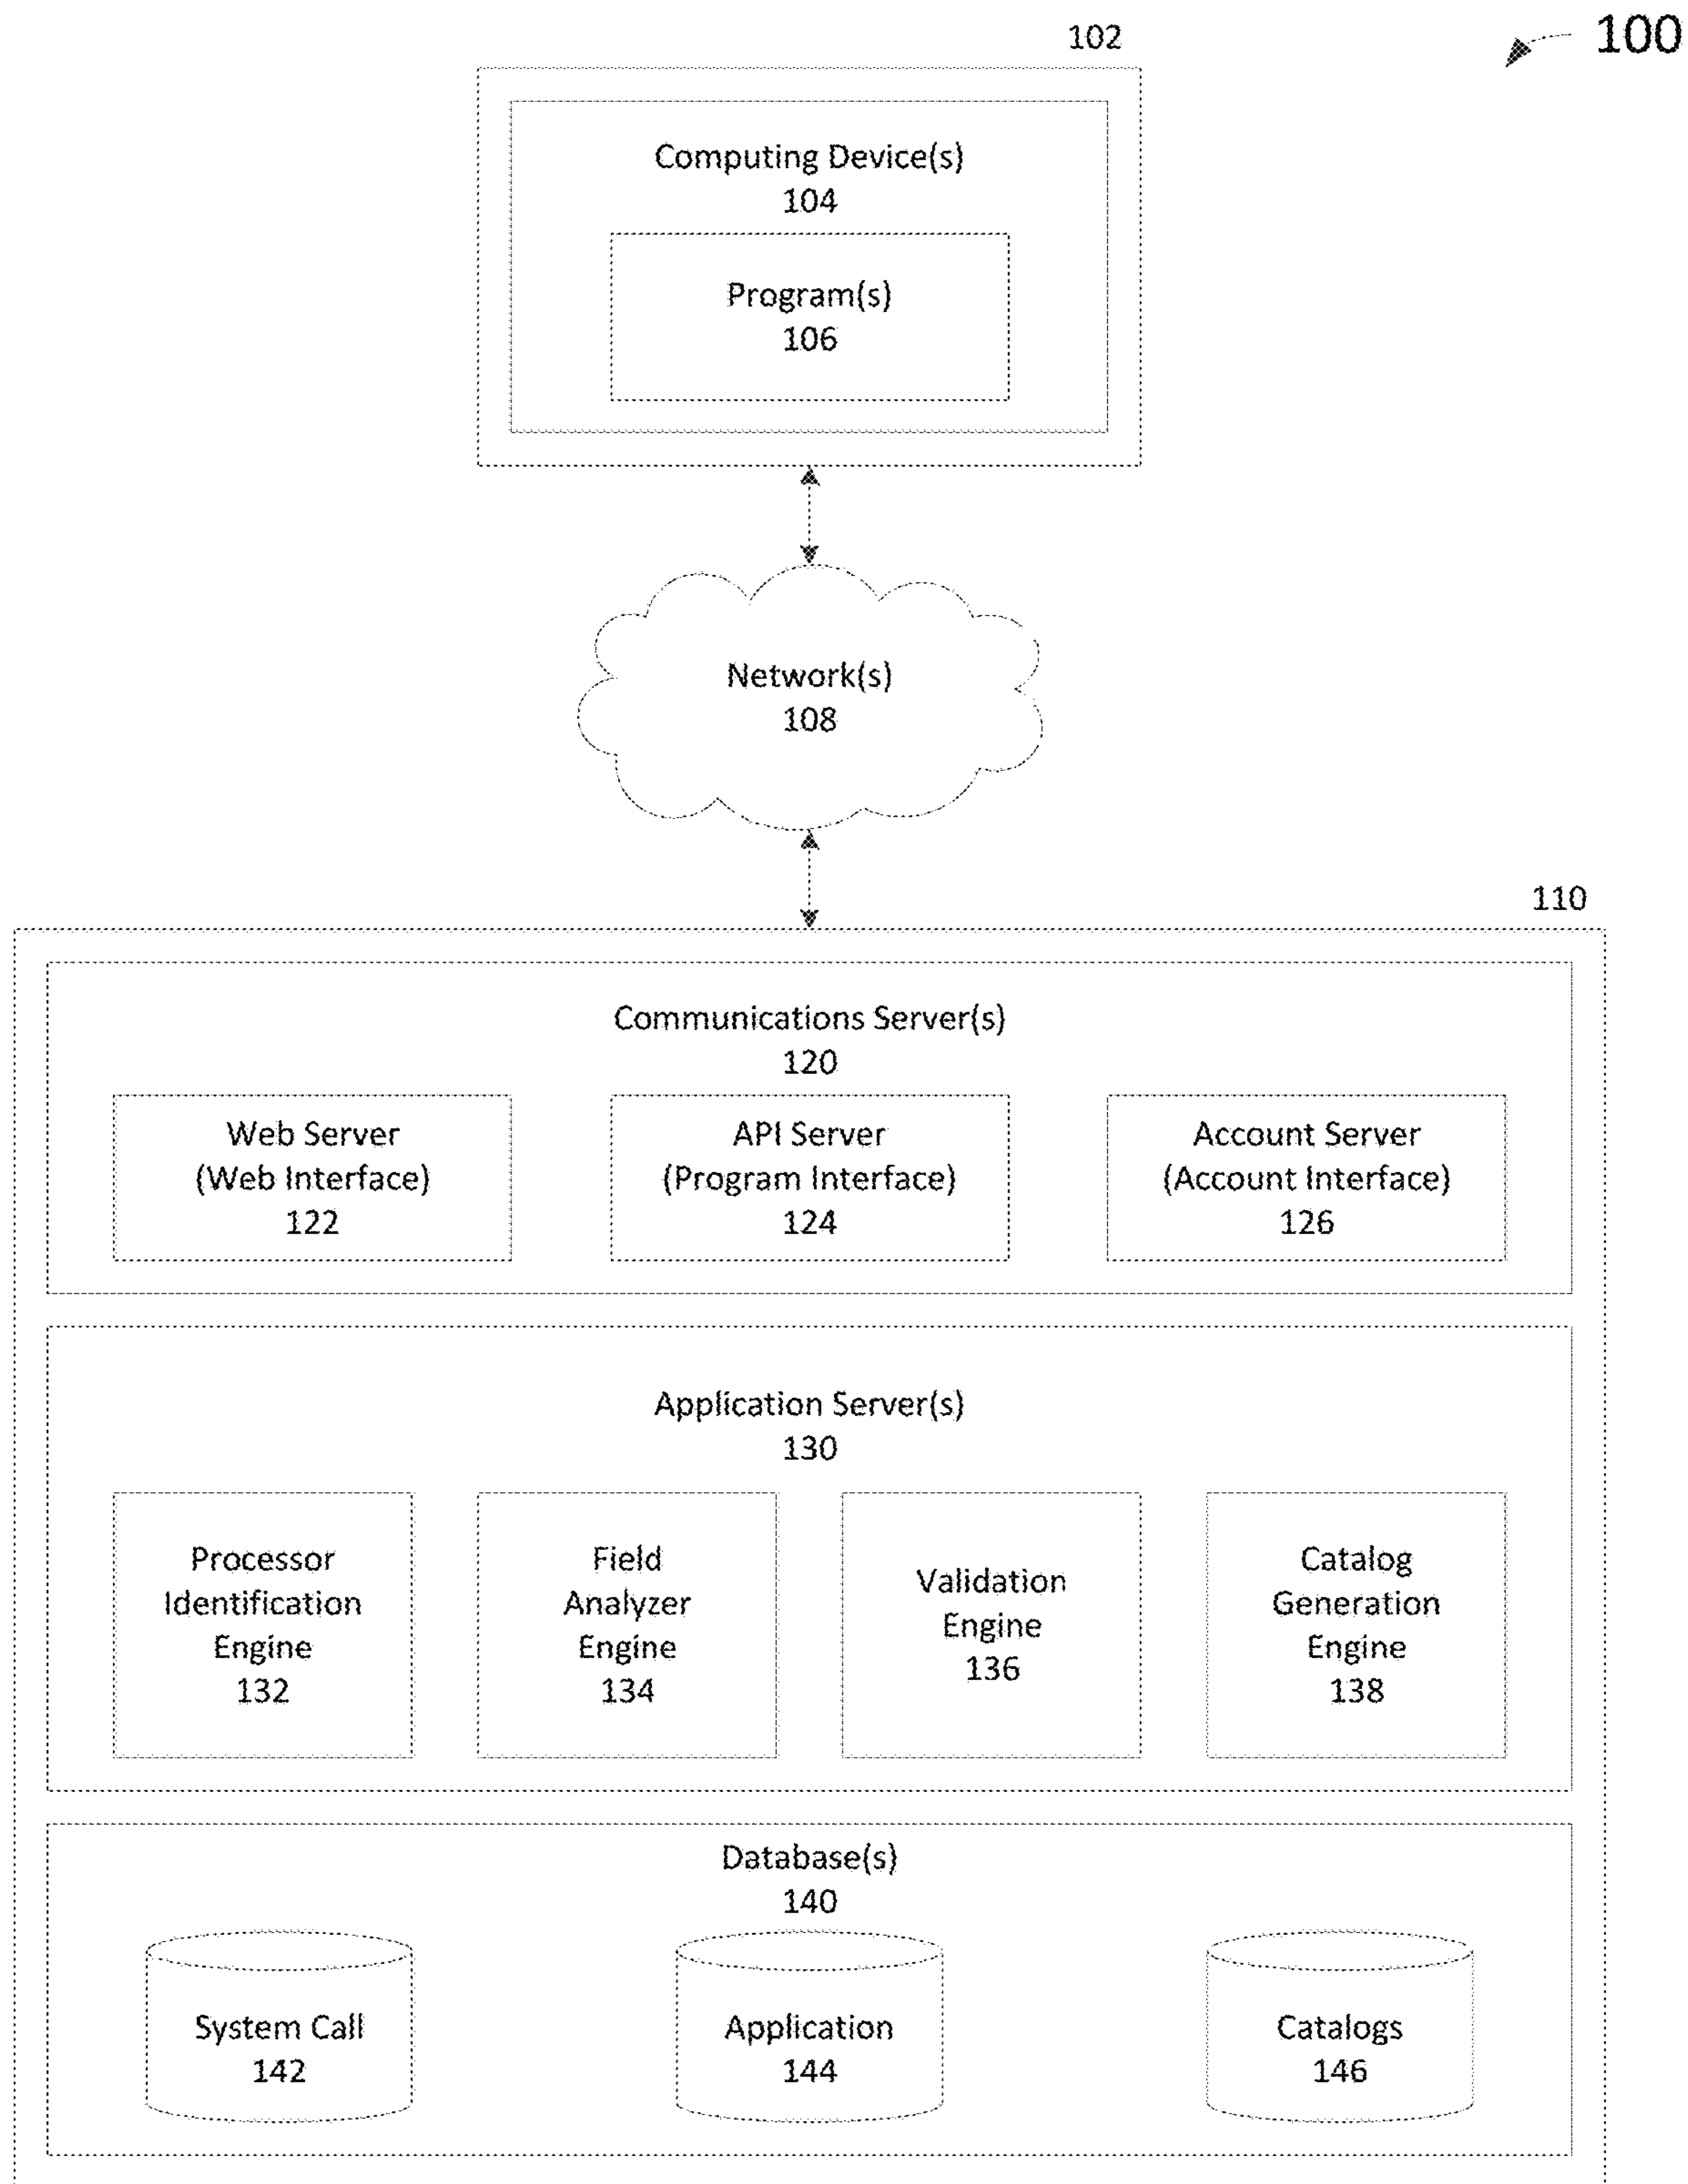 100
102
Computing Device(s)
104
Program(s)
106
Network(s)
108
110
Communications Server(s)
120
Web Server
(Web Interface)
122
API Server
(Program Interface)
124
Account Server
(Account Interface)
126
Application Server(s)
130
Processor
Identification
Engine
132
Field
Analyzer
Engine
134
Validation
Engine
136
Catalog
Generation
Engine
138
Database(s)
140
System Call
142
Application
144
Catalogs
146